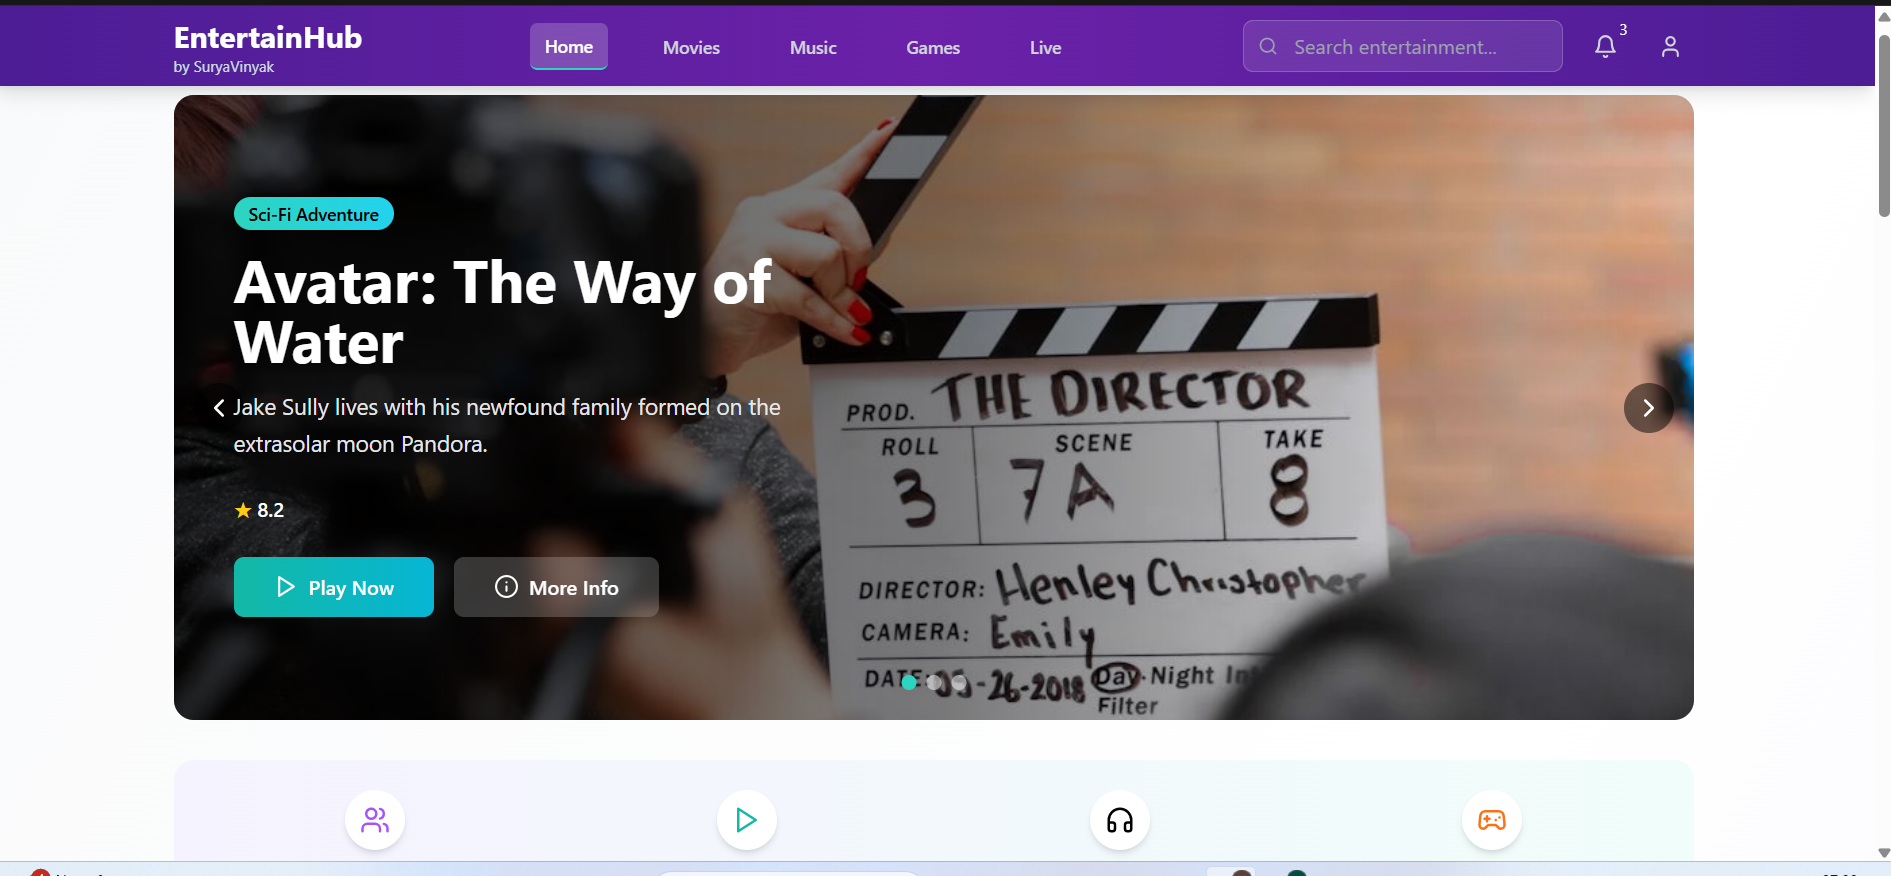 EntertainHub
by SuryaVinyak
Home
Movies
Music
Games
Live
Search entertainment...
3
Sci-Fi Adventure
Avatar: The Way of
Water
Jake Sully lives with his newfound family formed on the
extrasolar moon Pandora.
★ 8.2
Play Now
More Info
PROD. THE DIRECTOR
ROLL SCENE TAKE
3 7A 8
DIRECTOR: Henley Christopher
CAMERA: Emily
DATE: 05-26-2018 Day·Night
Filter